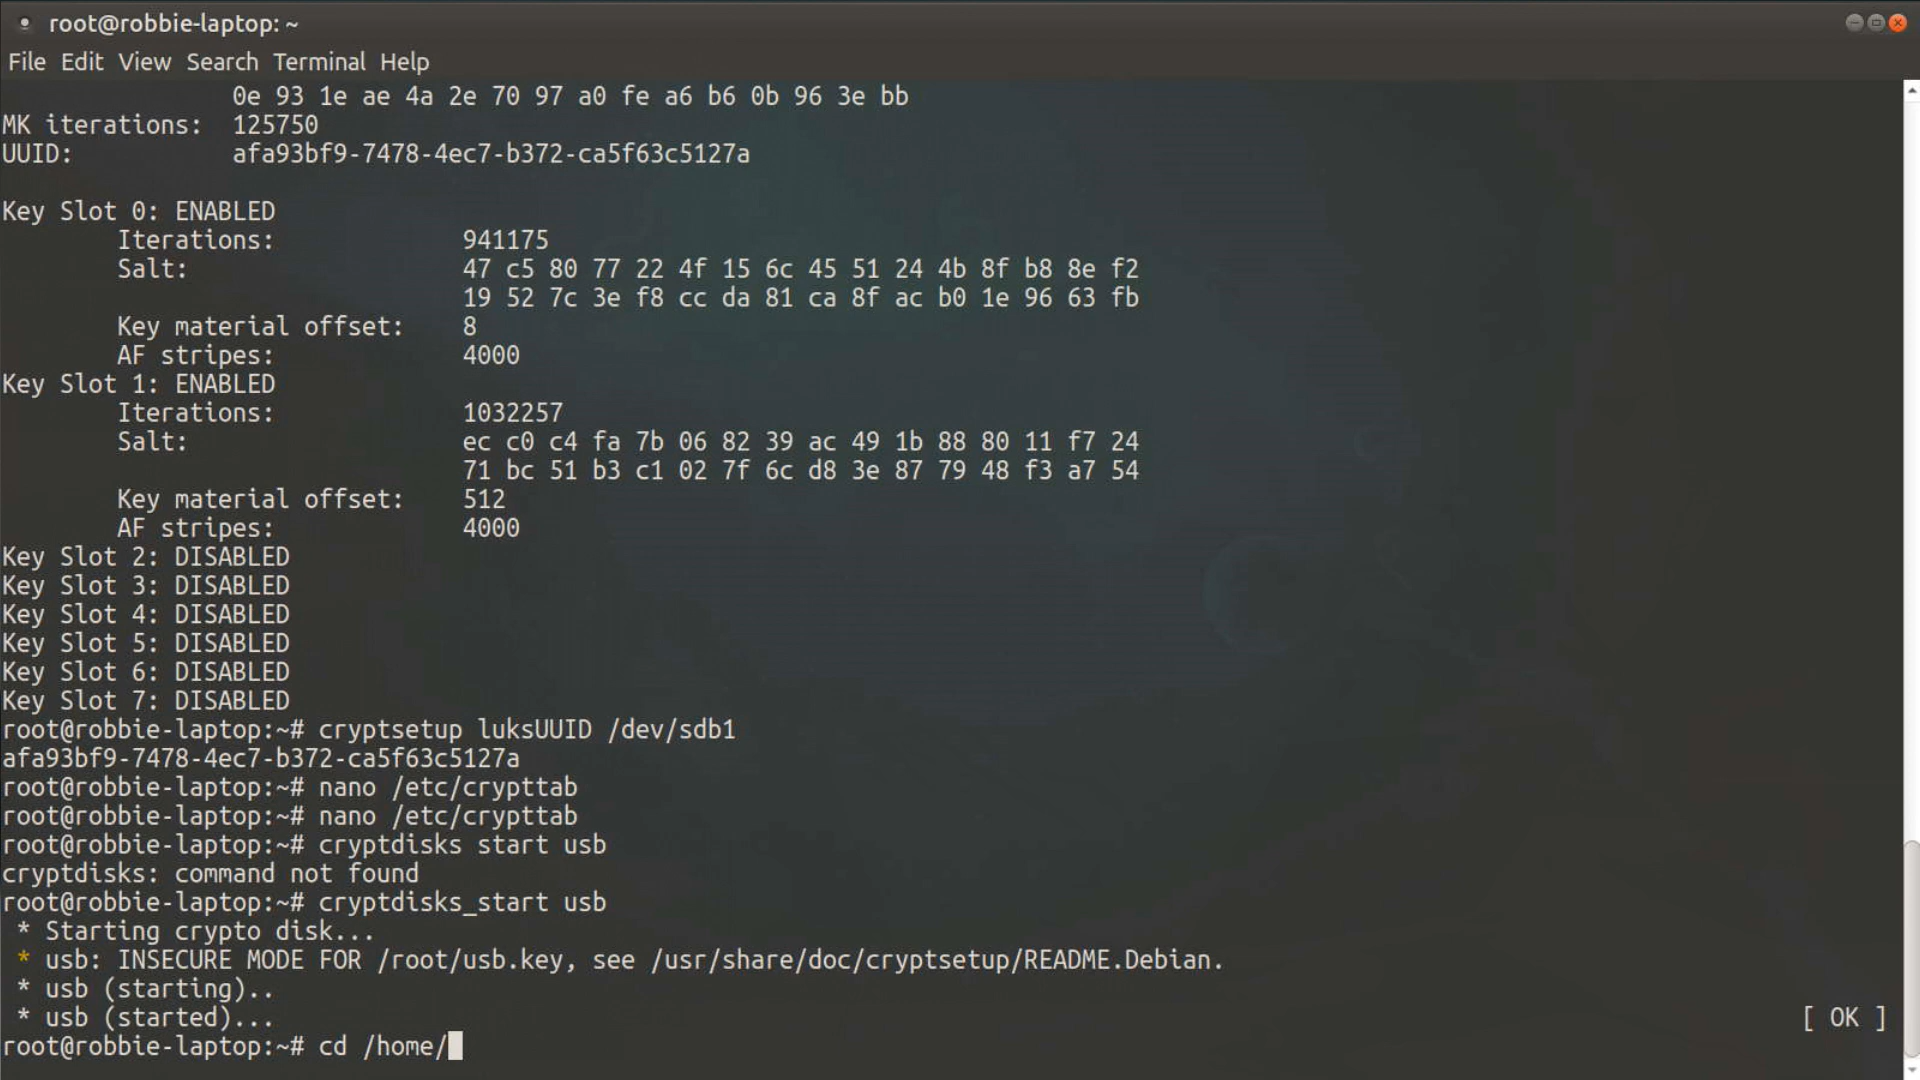 root@robbie-laptop: ~
File Edit View Search Terminal Help
0e 93 1e ae 4a 2e 70 97 a0 fe a6 b6 0b 96 3e bb
MK iterations: 125750
UUID: afa93bf9-7478-4ec7-b372-ca5f63c5127a
Key Slot 0: ENABLED
Iterations: 941175
Salt: 47 c5 80 77 22 4f 15 6c 45 51 24 4b 8f b8 8e f2
19 52 7c 3e f8 cc da 81 ca 8f ac b0 1e 96 63 fb
Key material offset: 8
AF stripes: 4000
Key Slot 1: ENABLED
Iterations: 1032257
Salt: ec c0 c4 fa 7b 06 82 39 ac 49 1b 88 80 11 f7 24
71 bc 51 b3 c1 02 7f 6c d8 3e 87 79 48 f3 a7 54
Key material offset: 512
AF stripes: 4000
Key Slot 2: DISABLED
Key Slot 3: DISABLED
Key Slot 4: DISABLED
Key Slot 5: DISABLED
Key Slot 6: DISABLED
Key Slot 7: DISABLED
root@robbie-laptop:~# cryptsetup luksUUID /dev/sdb1
afa93bf9-7478-4ec7-b372-ca5f63c5127a
root@robbie-laptop:~# nano /etc/crypttab
root@robbie-laptop:~# nano /etc/crypttab
root@robbie-laptop:~# cryptdisks start usb
cryptdisks: command not found
root@robbie-laptop:~# cryptdisks_start usb
* Starting crypto disk...
* usb: INSECURE MODE FOR /root/usb.key, see /usr/share/doc/cryptsetup/README.Debian.
* usb (starting)..
* usb (started)... [ OK ]
root@robbie-laptop:~# cd /home/